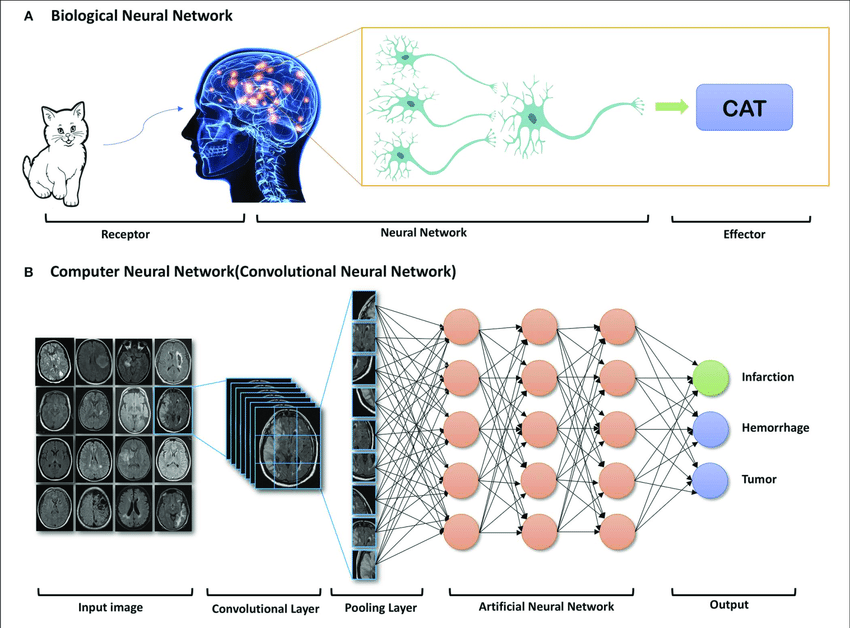 A Biological Neural Network
CAT
Receptor
Neural Network
Effector
B Computer Neural Network(Convolutional Neural Network)
Infarction
Hemorrhage
Tumor
Input image
Convolutional Layer
Pooling Layer
Artificial Neural Network
Output